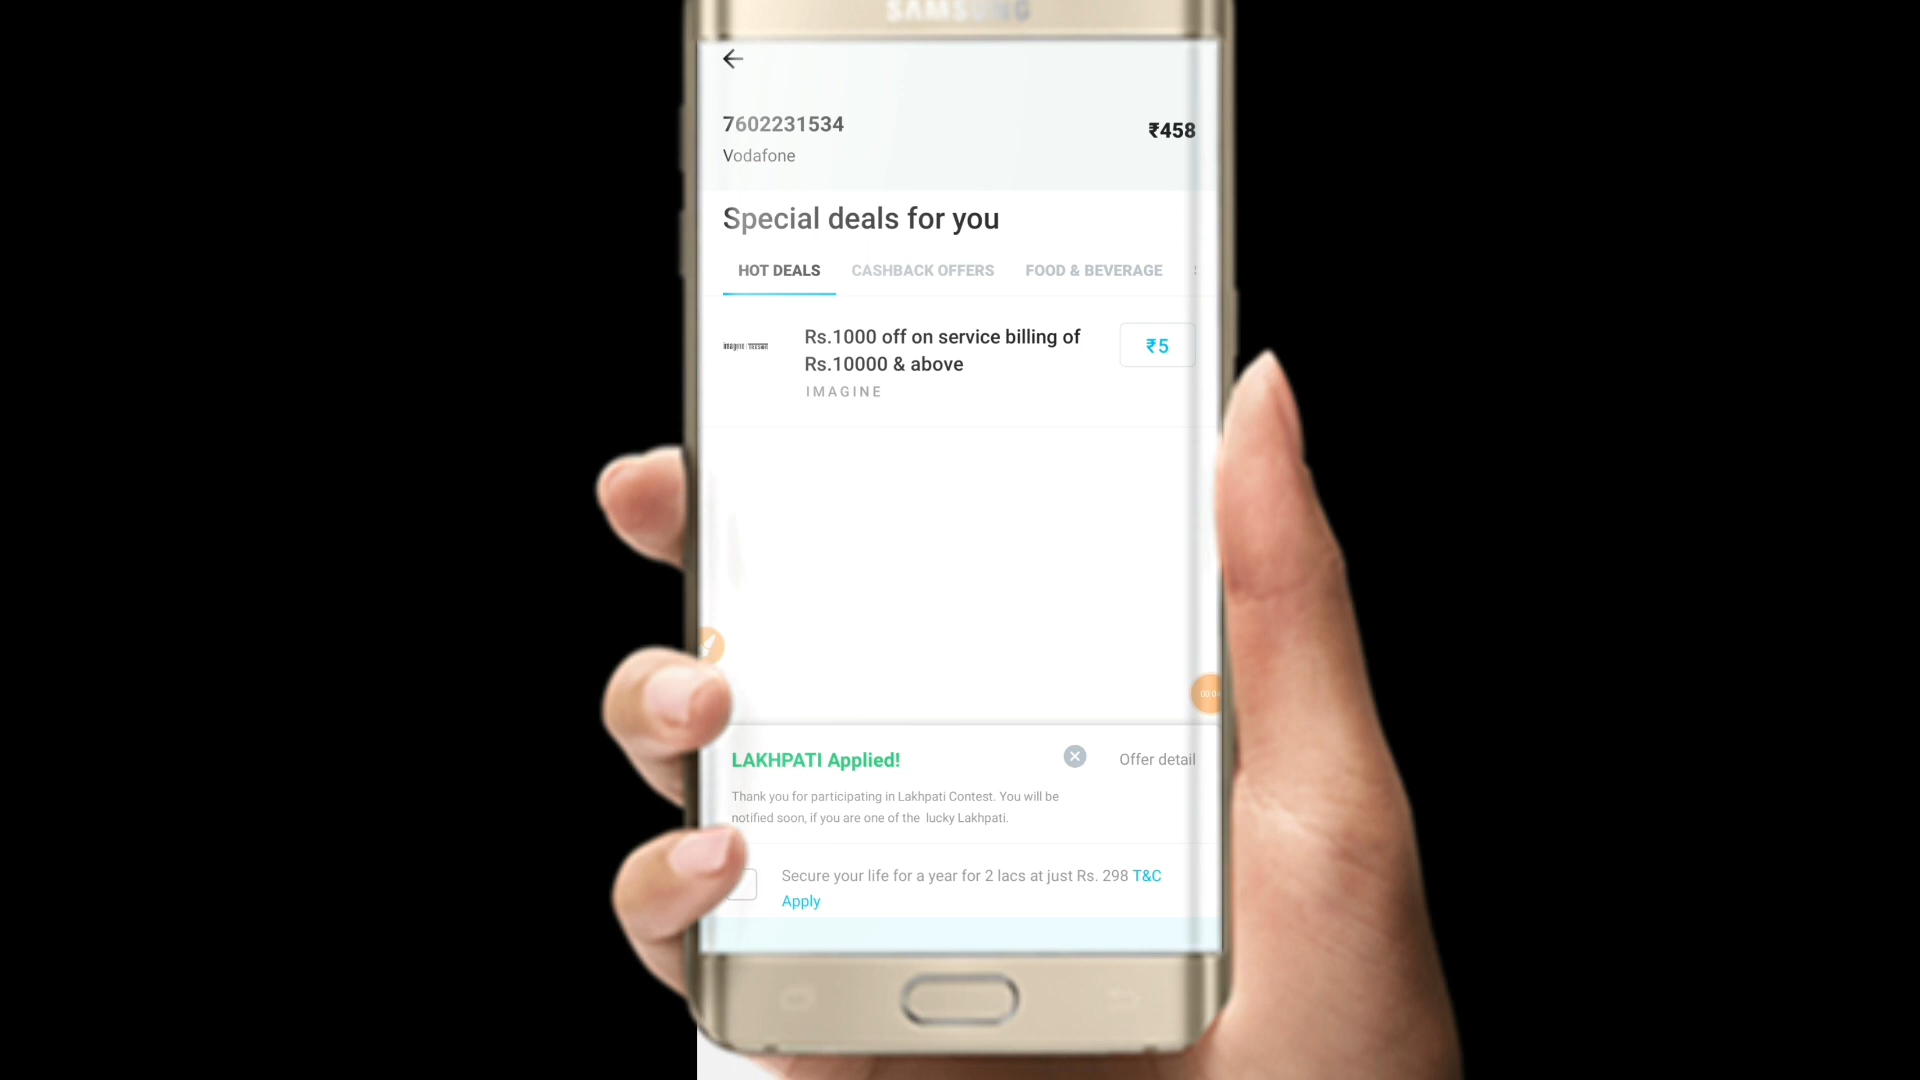 SAMSUNG
7602231534
₹458
Vodafone
Special deals for you
HOT DEALS
CASHBACK OFFERS
FOOD & BEVERAGE
Rs.1000 off on service billing of
Rs.10000 & above
₹5
IMAGINE
LAKHPATI Applied!
Offer detail
Thank you for participating in Lakhpati Contest. You will be
notified soon, if you are one of the lucky Lakhpati.
Secure your life for a year for 2 lacs at just Rs. 298 T&C
Apply